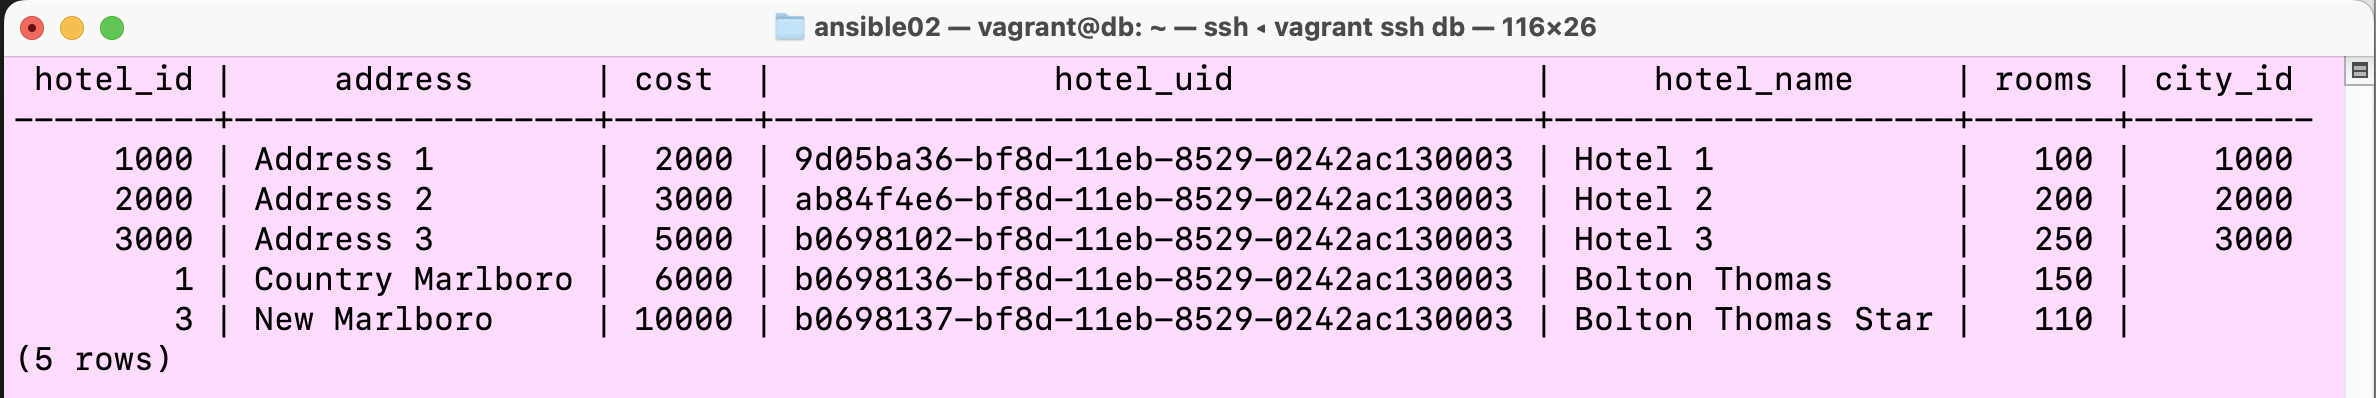 ansible02 — vagrant@db: ~ — ssh ◂ vagrant ssh db — 116×26
 hotel_id |     address      | cost  |              hotel_uid               |     hotel_name     | rooms | city_id
----------+------------------+-------+--------------------------------------+--------------------+-------+---------
     1000 | Address 1        |  2000 | 9d05ba36-bf8d-11eb-8529-0242ac130003 | Hotel 1            |   100 |    1000
     2000 | Address 2        |  3000 | ab84f4e6-bf8d-11eb-8529-0242ac130003 | Hotel 2            |   200 |    2000
     3000 | Address 3        |  5000 | b0698102-bf8d-11eb-8529-0242ac130003 | Hotel 3            |   250 |    3000
        1 | Country Marlboro |  6000 | b0698136-bf8d-11eb-8529-0242ac130003 | Bolton Thomas      |   150 |
        3 | New Marlboro     | 10000 | b0698137-bf8d-11eb-8529-0242ac130003 | Bolton Thomas Star |   110 |
(5 rows)